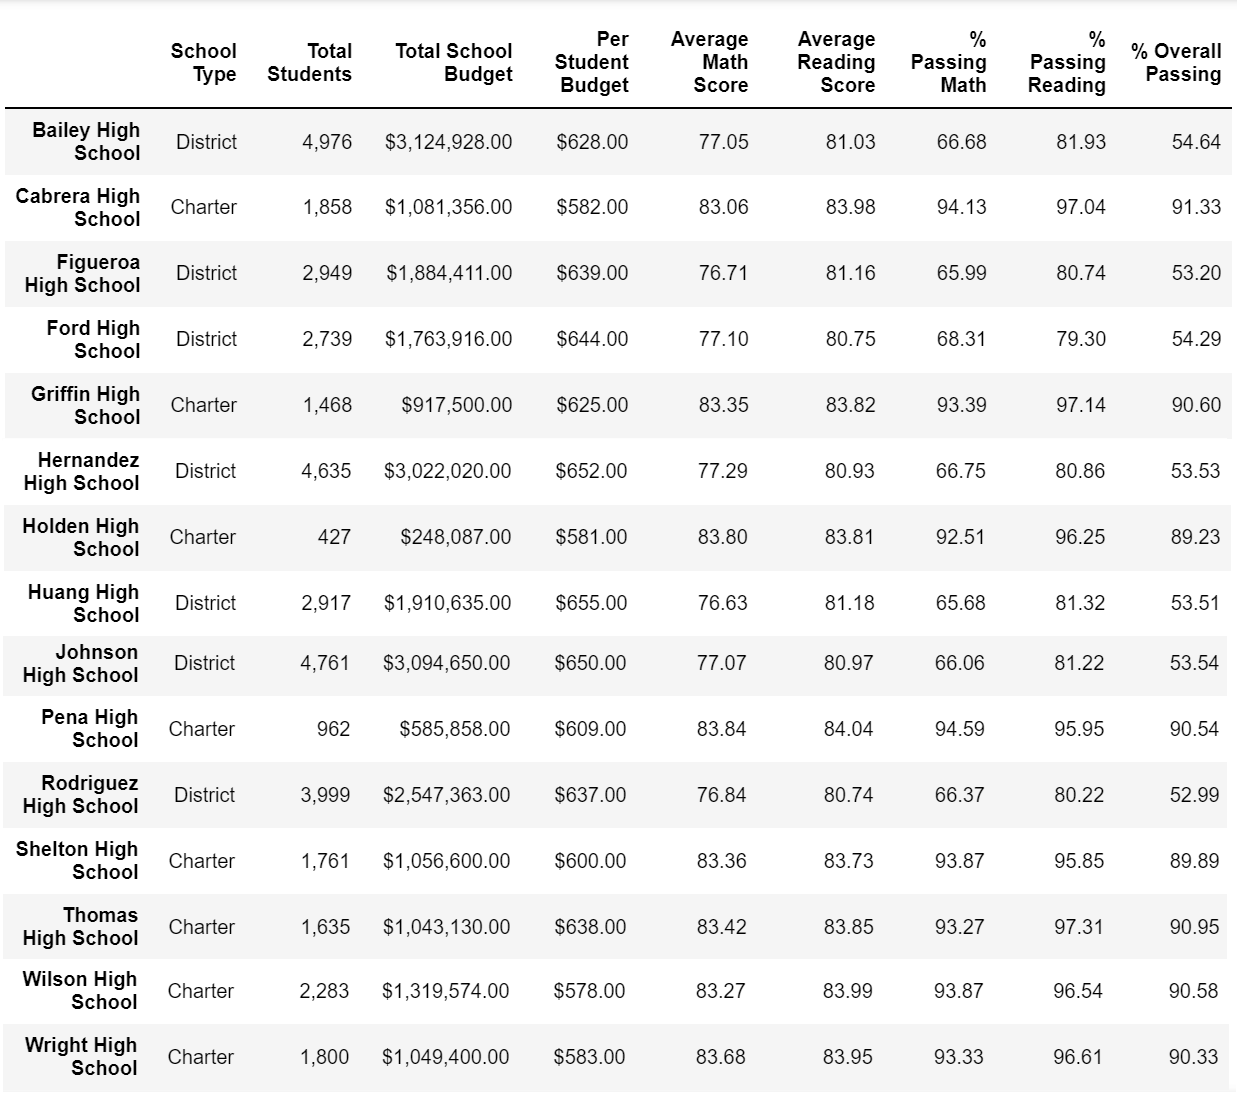 School Type | Total Students | Total School Budget | Per Student Budget | Average Math Score | Average Reading Score | % Passing Math | % Passing Reading | % Overall Passing
Bailey High School | District | 4,976 | $3,124,928.00 | $628.00 | 77.05 | 81.03 | 66.68 | 81.93 | 54.64
Cabrera High School | Charter | 1,858 | $1,081,356.00 | $582.00 | 83.06 | 83.98 | 94.13 | 97.04 | 91.33
Figueroa High School | District | 2,949 | $1,884,411.00 | $639.00 | 76.71 | 81.16 | 65.99 | 80.74 | 53.20
Ford High School | District | 2,739 | $1,763,916.00 | $644.00 | 77.10 | 80.75 | 68.31 | 79.30 | 54.29
Griffin High School | Charter | 1,468 | $917,500.00 | $625.00 | 83.35 | 83.82 | 93.39 | 97.14 | 90.60
Hernandez High School | District | 4,635 | $3,022,020.00 | $652.00 | 77.29 | 80.93 | 66.75 | 80.86 | 53.53
Holden High School | Charter | 427 | $248,087.00 | $581.00 | 83.80 | 83.81 | 92.51 | 96.25 | 89.23
Huang High School | District | 2,917 | $1,910,635.00 | $655.00 | 76.63 | 81.18 | 65.68 | 81.32 | 53.51
Johnson High School | District | 4,761 | $3,094,650.00 | $650.00 | 77.07 | 80.97 | 66.06 | 81.22 | 53.54
Pena High School | Charter | 962 | $585,858.00 | $609.00 | 83.84 | 84.04 | 94.59 | 95.95 | 90.54
Rodriguez High School | District | 3,999 | $2,547,363.00 | $637.00 | 76.84 | 80.74 | 66.37 | 80.22 | 52.99
Shelton High School | Charter | 1,761 | $1,056,600.00 | $600.00 | 83.36 | 83.73 | 93.87 | 95.85 | 89.89
Thomas High School | Charter | 1,635 | $1,043,130.00 | $638.00 | 83.42 | 83.85 | 93.27 | 97.31 | 90.95
Wilson High School | Charter | 2,283 | $1,319,574.00 | $578.00 | 83.27 | 83.99 | 93.87 | 96.54 | 90.58
Wright High School | Charter | 1,800 | $1,049,400.00 | $583.00 | 83.68 | 83.95 | 93.33 | 96.61 | 90.33